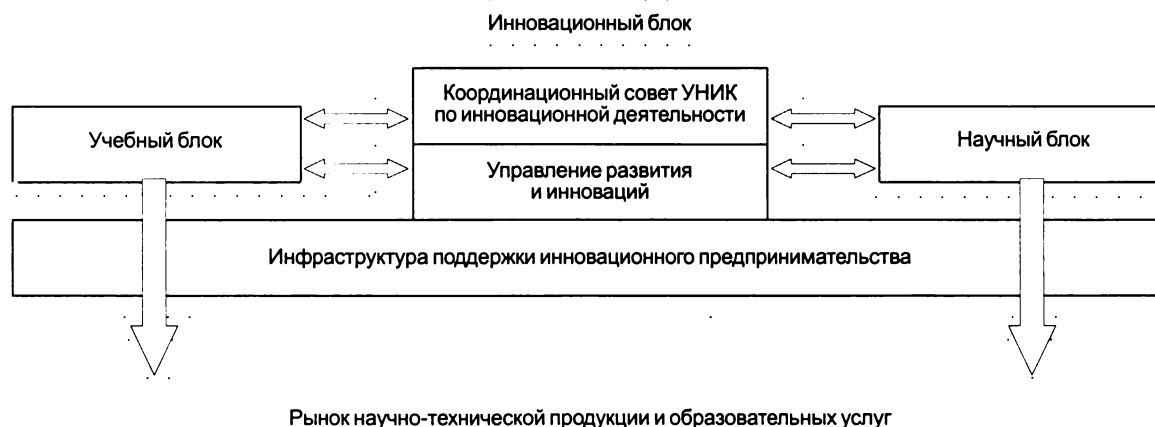 Инновационный блок
Координационный совет УНИК
по инновационной деятельности
Учебный блок
Научный блок
Управление развития
и инноваций
Инфраструктура поддержки инновационного предпринимательства
Рынок научно-технической продукции и образовательных услуг